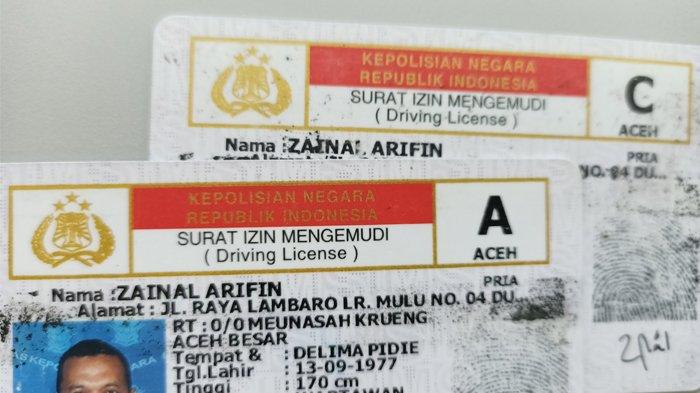 KEPOLISIAN NEGARA
REPUBLIK INDONESIA
SURAT IZIN MENGEMUDI
( Driving License )
C
ACEH
Nama : ZAINAL ARIFIN
PRIA
NO. 04 DU...
KEPOLISIAN NEGARA
REPUBLIK INDONESIA
SURAT IZIN MENGEMUDI
( Driving License )
A
ACEH
Nama : ZAINAL ARIFIN
PRIA
Alamat : JL. RAYA LAMBARO LR. MULU NO. 04 DU...
RT : 0/0 MEUNASAH KRUENG
ACEH BESAR
Tempat & : DELIMA PIDIE
Tgl.Lahir : 13-09-1977
Tinggi : 170 cm
: WARTAWAN